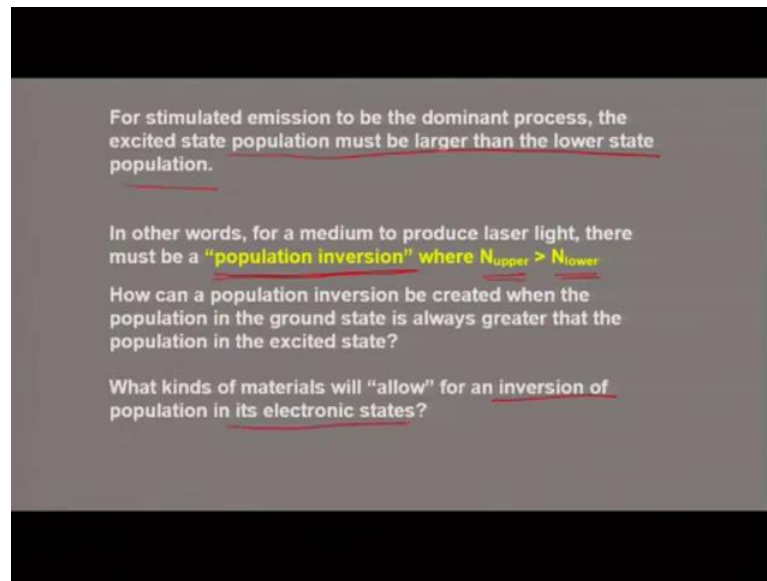 For stimulated emission to be the dominant process, the
excited state population must be larger than the lower state
population.
In other words, for a medium to produce laser light, there
must be a “population inversion” where Nupper > Nlower
How can a population inversion be created when the
population in the ground state is always greater that the
population in the excited state?
What kinds of materials will “allow” for an inversion of
population in its electronic states?